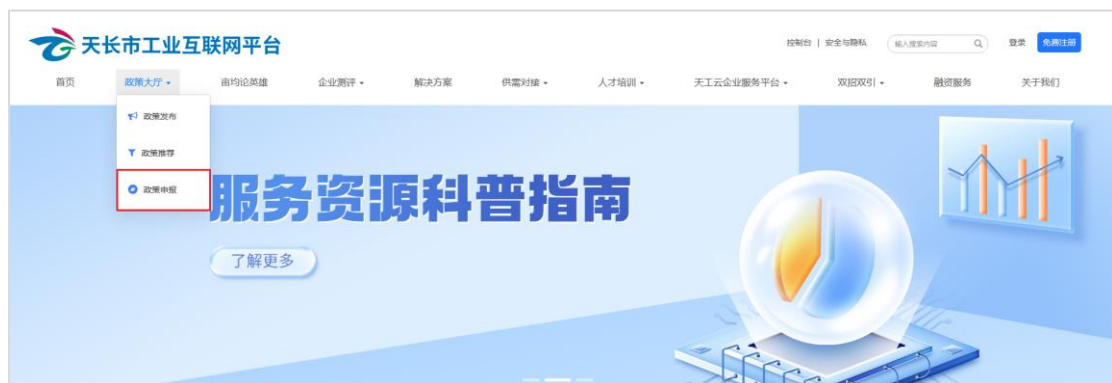 天长市工业互联网平台
控制台 | 安全与隐私 输入搜索内容 登录 免费注册
首页 政策大厅 亩均论英雄 企业测评 解决方案 供需对接 人才培训 天工云企业服务平台 双招双引 融资服务 关于我们
政策发布
政策推荐
政策申报
服务资源科普指南
了解更多